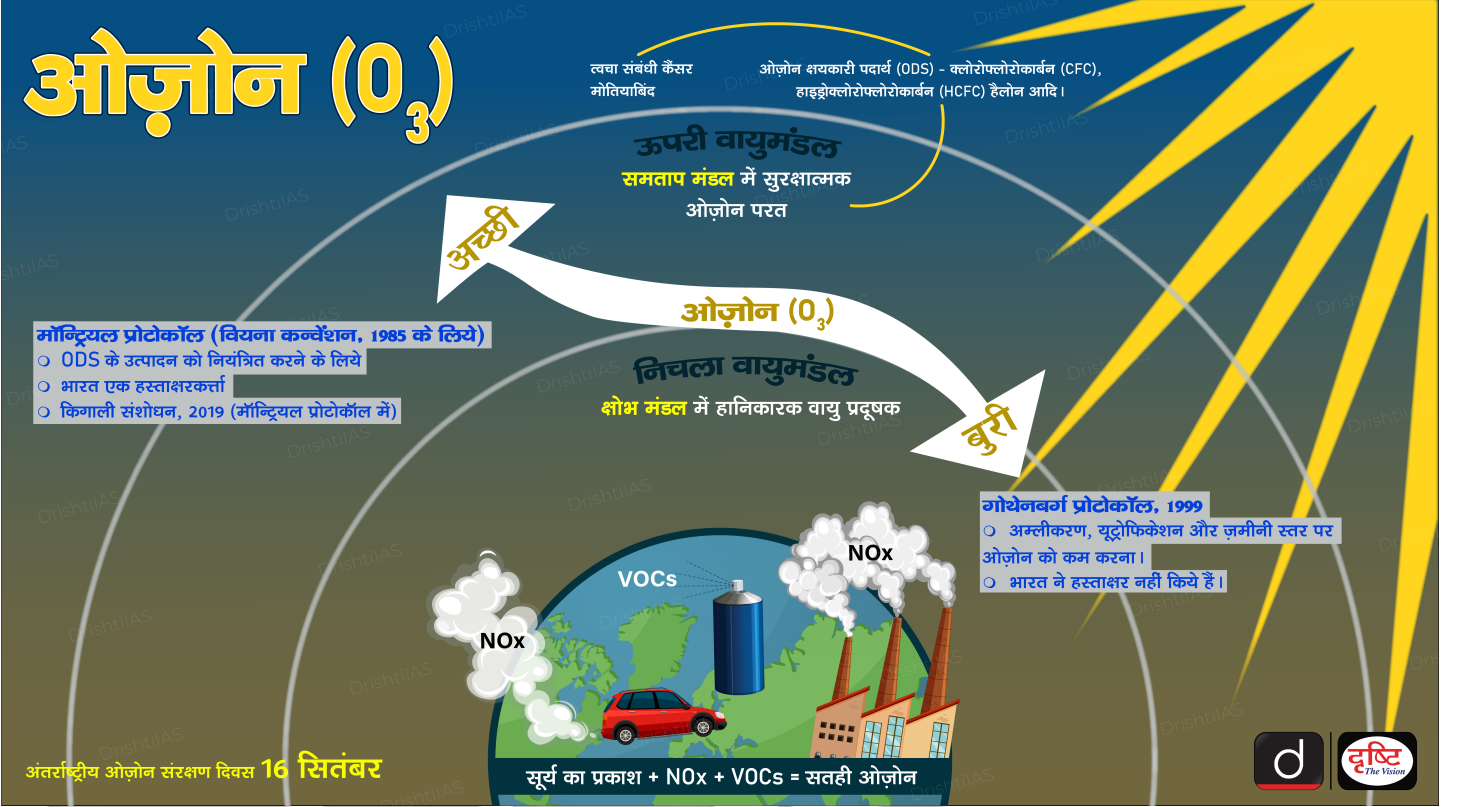 ओज़ोन (O3)
त्वचा संबंधी कैंसर
मोतियाबिंद
ओज़ोन क्षयकारी पदार्थ (ODS) - क्लोरोफ्लोरोकार्बन (CFC),
हाइड्रोक्लोरोफ्लोरोकार्बन (HCFC) हैलोन आदि।
ऊपरी वायुमंडल
समताप मंडल में सुरक्षात्मक
ओज़ोन परत
अच्छी
ओज़ोन (O3)
बुरी
मॉन्ट्रियल प्रोटोकॉल (वियना कन्वेंशन, 1985 के लिये)
❍ ODS के उत्पादन को नियंत्रित करने के लिये
❍ भारत एक हस्ताक्षरकर्त्ता
❍ किगाली संशोधन, 2019 (मॉन्ट्रियल प्रोटोकॉल में)
निचला वायुमंडल
क्षोभ मंडल में हानिकारक वायु प्रदूषक
गोथेनबर्ग प्रोटोकॉल, 1999
❍ अम्लीकरण, यूट्रोफिकेशन और ज़मीनी स्तर पर
ओज़ोन को कम करना।
❍ भारत ने हस्ताक्षर नहीं किये हैं।
NOx
VOCs
NOx
सूर्य का प्रकाश + NOx + VOCs = सतही ओज़ोन
अंतर्राष्ट्रीय ओज़ोन संरक्षण दिवस 16 सितंबर
d
दृष्टि
The Vision
DrishtiIAS